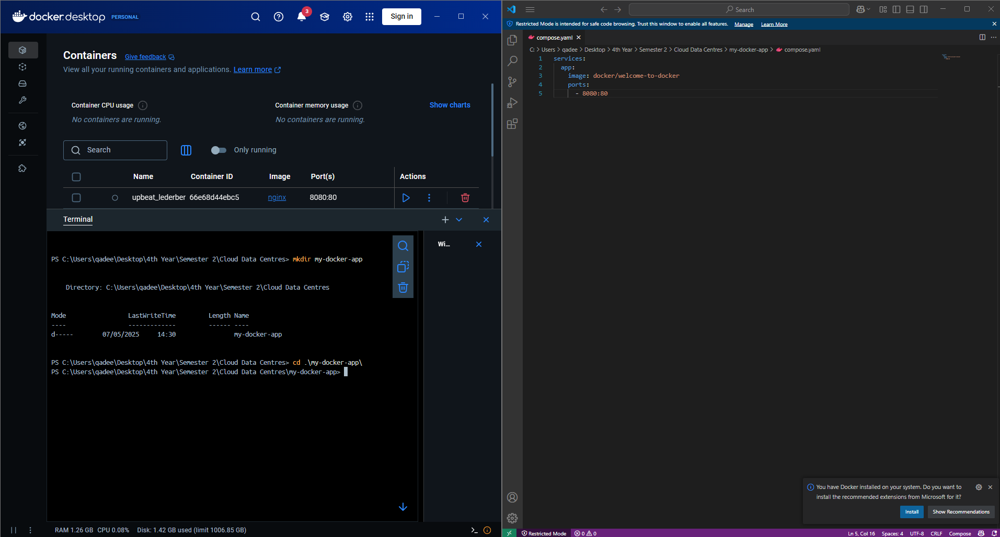 docker.desktop PERSONAL
3
Sign in
Containers Give feedback
View all your running containers and applications. Learn more
Container CPU usage
No containers are running.
Container memory usage
No containers are running.
Show charts
Search
Only running
Name Container ID Image Port(s) Actions
upbeat_lederber 66e68d44ebc5 nginx 8080:80
Terminal
Wi...
PS C:\Users\qadee\Desktop\4th Year\Semester 2\Cloud Data Centres> mkdir my-docker-app
Directory: C:\Users\qadee\Desktop\4th Year\Semester 2\Cloud Data Centres
Mode LastWriteTime Length Name
---- ------------- ------ ----
d----- 07/05/2025 14:30 my-docker-app
PS C:\Users\qadee\Desktop\4th Year\Semester 2\Cloud Data Centres> cd .\my-docker-app\
PS C:\Users\qadee\Desktop\4th Year\Semester 2\Cloud Data Centres\my-docker-app>
RAM 1.26 GB CPU 0.08% Disk: 1.42 GB used (limit 1006.85 GB)
Search
Restricted Mode is intended for safe code browsing. Trust this window to enable all features. Manage Learn More
compose.yaml
C: > Users > qadee > Desktop > 4th Year > Semester 2 > Cloud Data Centres > my-docker-app > compose.yaml
1 services:
2 app:
3 image: docker/welcome-to-docker
4 ports:
5 - 8080:80
You have Docker installed on your system. Do you want to
install the recommended extensions from Microsoft for it?
Install Show Recommendations
Restricted Mode 0 0 Ln 5, Col 16 Spaces: 4 UTF-8 CRLF Compose